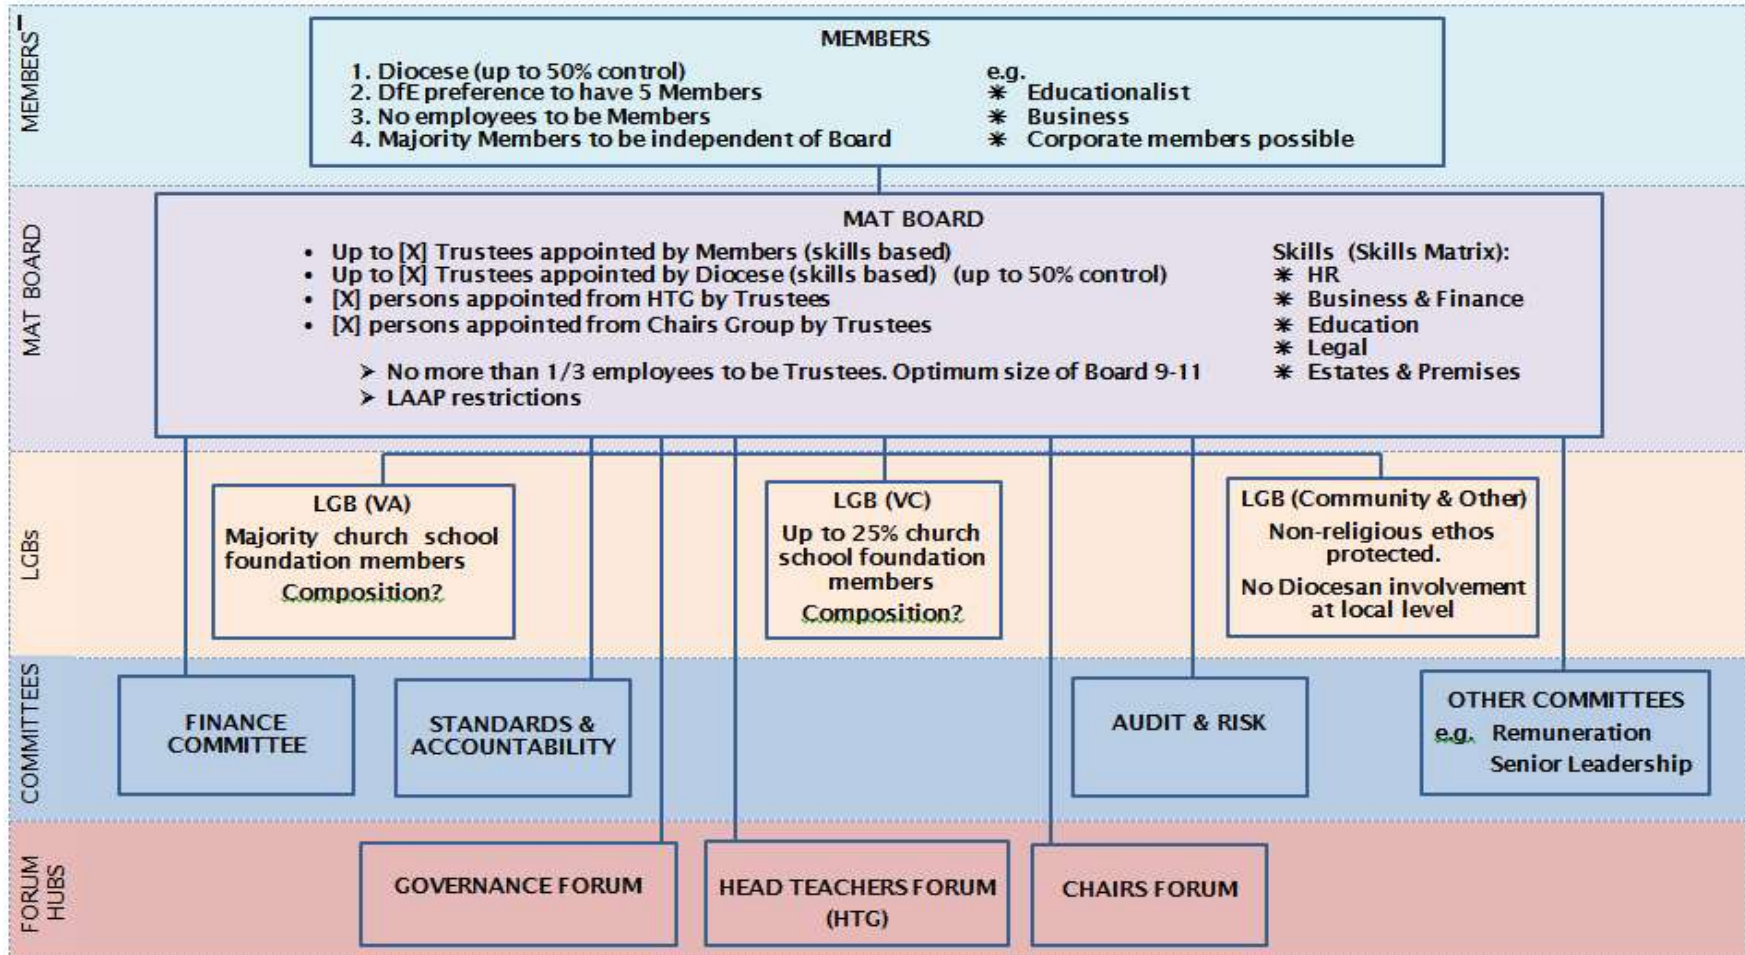 I
MEMBERS
MEMBERS
1. Diocese (up to 50% control)
2. DfE preference to have 5 Members
3. No employees to be Members
4. Majority Members to be independent of Board
e.g.
✳ Educationalist
✳ Business
✳ Corporate members possible
MAT BOARD
MAT BOARD
• Up to [X] Trustees appointed by Members (skills based)
• Up to [X] Trustees appointed by Diocese (skills based) (up to 50% control)
• [X] persons appointed from HTG by Trustees
• [X] persons appointed from Chairs Group by Trustees
➢ No more than 1/3 employees to be Trustees. Optimum size of Board 9-11
➢ LAAP restrictions
Skills (Skills Matrix):
✳ HR
✳ Business & Finance
✳ Education
✳ Legal
✳ Estates & Premises
LGBs
LGB (VA)
Majority church school
foundation members
Composition?
LGB (VC)
Up to 25% church
school foundation
members
Composition?
LGB (Community & Other)
Non-religious ethos
protected.
No Diocesan involvement
at local level
COMMITTEES
FINANCE
COMMITTEE
STANDARDS &
ACCOUNTABILITY
AUDIT & RISK
OTHER COMMITTEES
e.g. Remuneration
Senior Leadership
FORUM
HUBS
GOVERNANCE FORUM
HEAD TEACHERS FORUM
(HTG)
CHAIRS FORUM